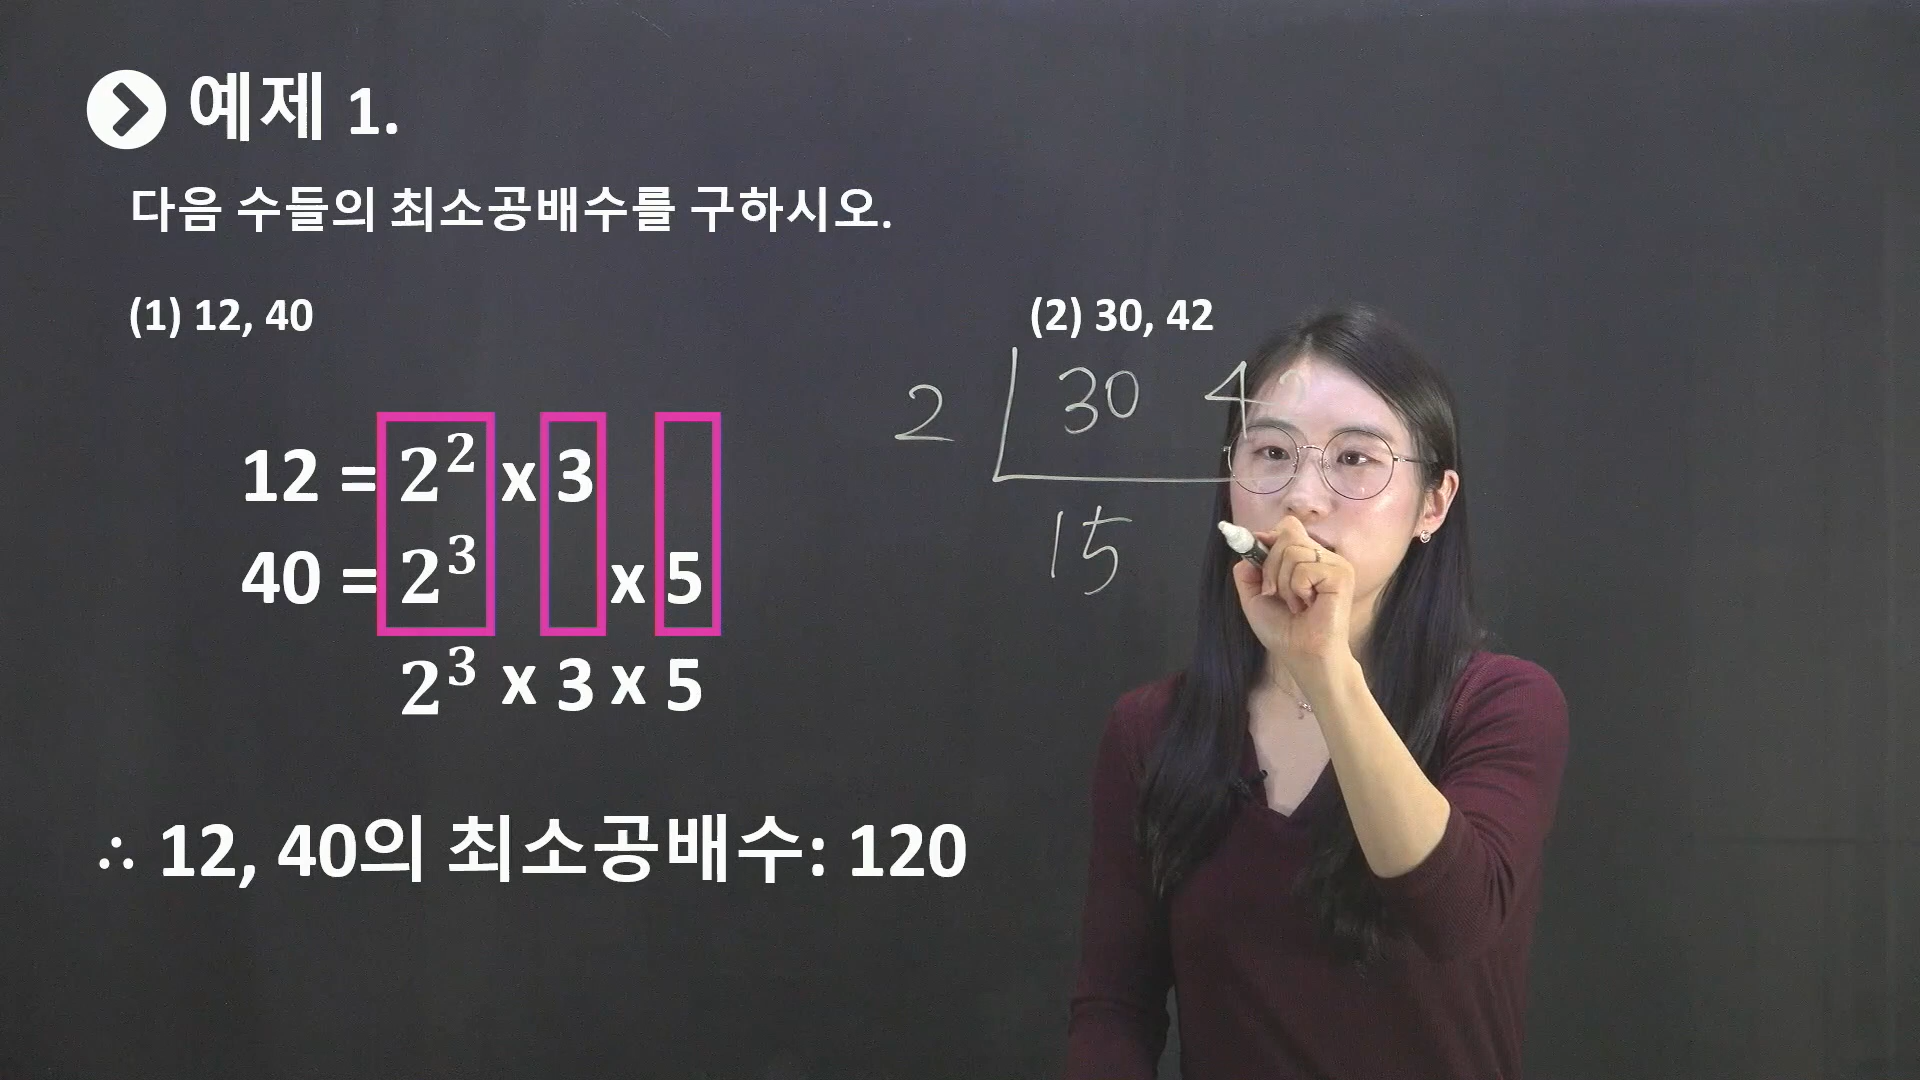 예제 1.
다음 수들의 최소공배수를 구하시오.
(1) 12, 40
12 = 2² x 3
40 = 2³ x 5
2³ x 3 x 5
∴ 12, 40의 최소공배수: 120
(2) 30, 42
2 30 42
15